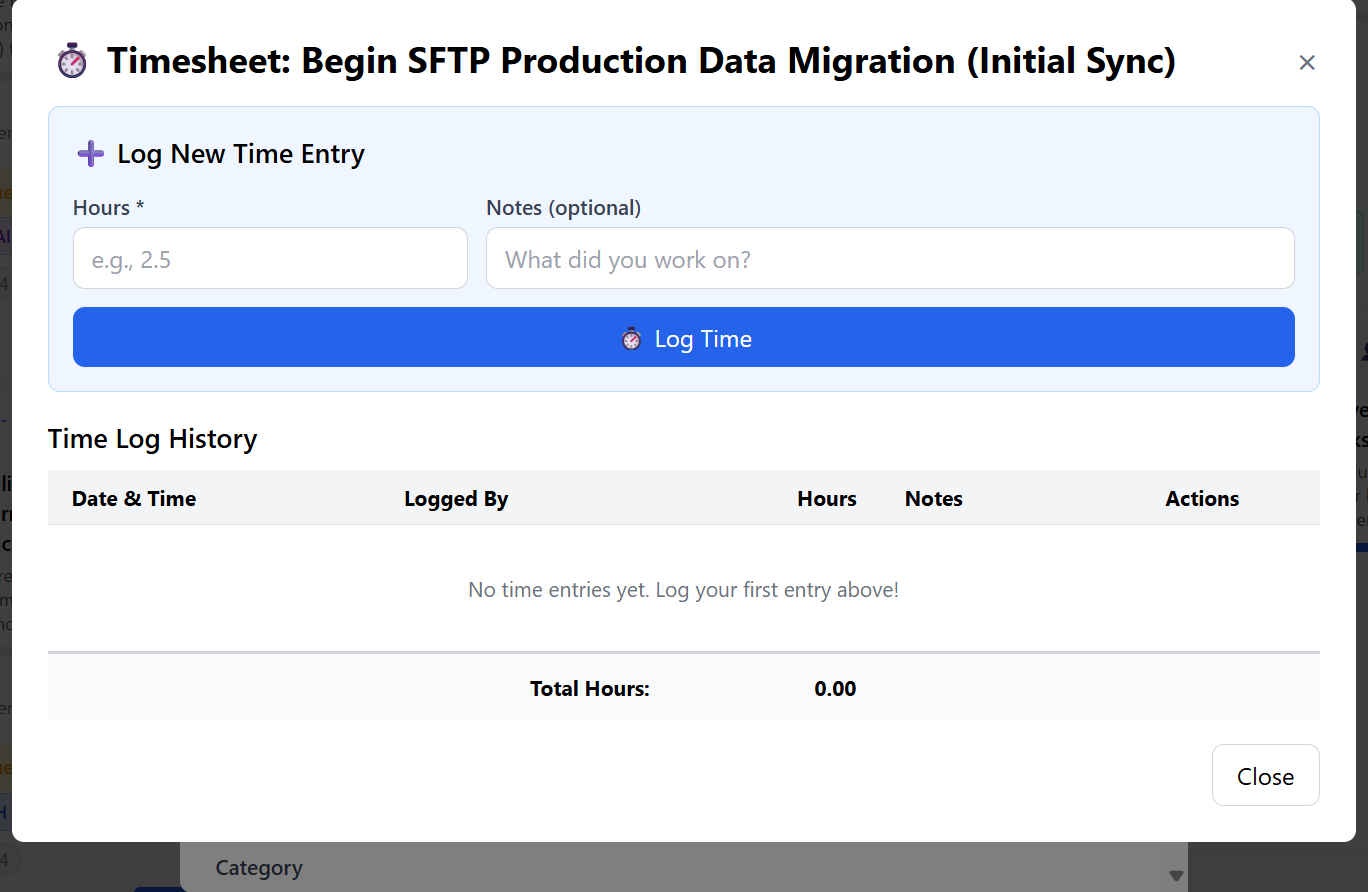 Timesheet: Begin SFTP Production Data Migration (Initial Sync)
×
Log New Time Entry
Hours *
Notes (optional)
e.g., 2.5
What did you work on?
Log Time
Time Log History
Date & Time
Logged By
Hours
Notes
Actions
No time entries yet. Log your first entry above!
Total Hours:
0.00
Close
Category